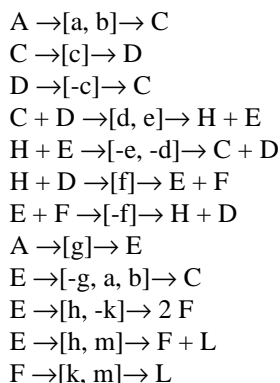 A →[a, b]→ C
C →[c]→ D
D →[-c]→ C
C + D →[d, e]→ H + E
H + E →[-e, -d]→ C + D
H + D →[f]→ E + F
E + F →[-f]→ H + D
A →[g]→ E
E →[-g, a, b]→ C
E →[h, -k]→ 2 F
E →[h, m]→ F + L
F →[k, m]→ L